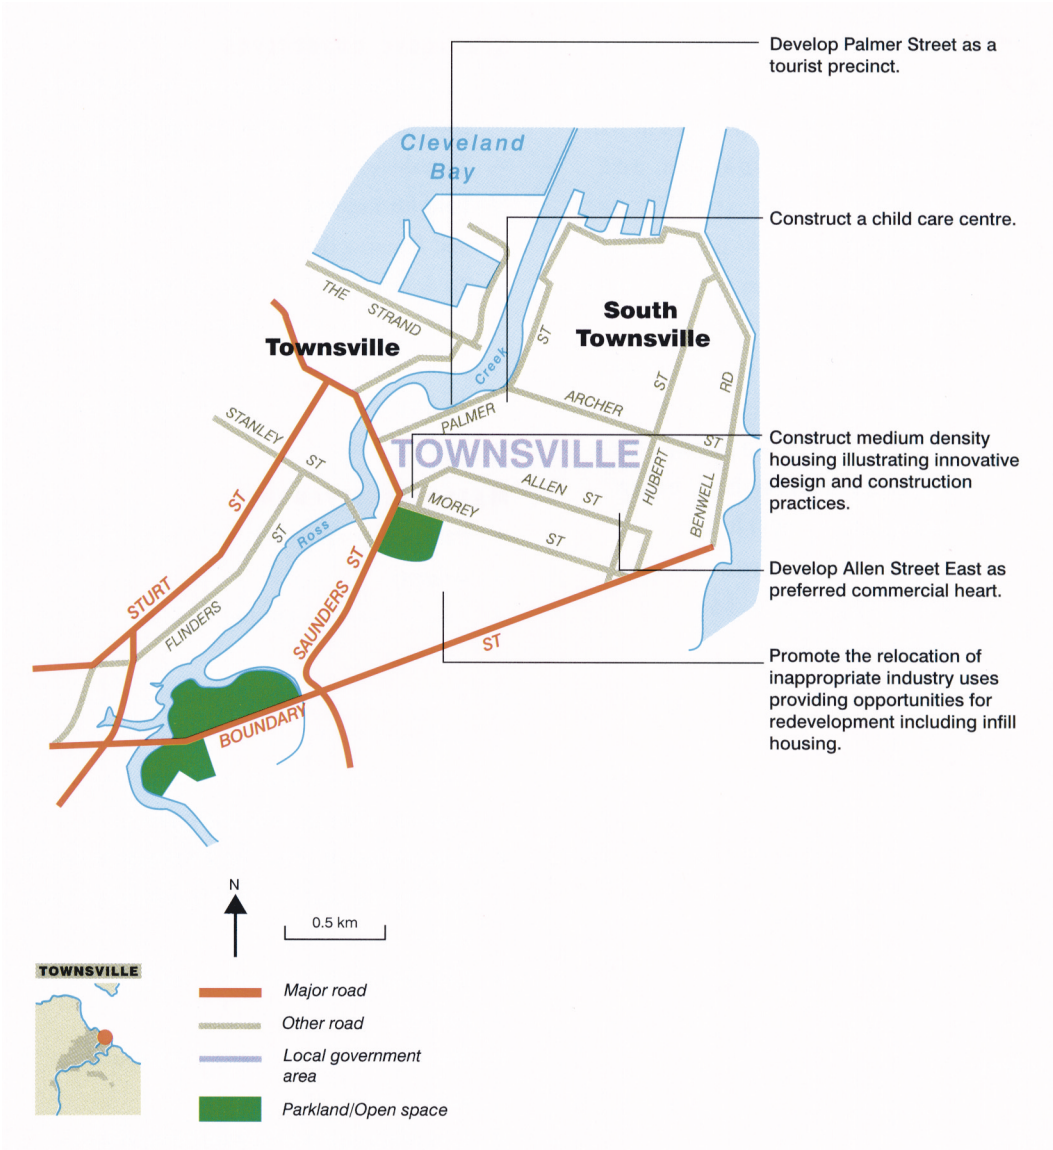 Develop Palmer Street as a
tourist precinct.
Cleveland
Bay
Construct a child care centre.
THE STRAND
South
Townsville
Townsville
ST
Creek
ST
RD
ARCHER
ST
PALMER
STANLEY
ST
TOWNSVILLE
Construct medium density
housing illustrating innovative
design and construction
practices.
HUBERT
BENWELL
ALLEN ST
MOREY
ST
ST
ST
Ross
ST
Develop Allen Street East as
preferred commercial heart.
STURT
FLINDERS
SAUNDERS
ST
Promote the relocation of
inappropriate industry uses
providing opportunities for
redevelopment including infill
housing.
BOUNDARY
N
0.5 km
TOWNSVILLE
Major road
Other road
Local government
area
Parkland/Open space